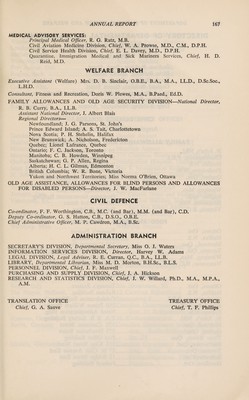 ANNUAL REPORT 167
MEDICAL ADVISORY SERVICES:
Principal Medical Officer, R. G. Ratz, M.B.
Civil Aviation Medicine Division, Chief, W. A. Prowse, M.D., C.M., D.P.H.
Civil Service Health Division, Chief, E. L. Davey, M.D., D.P.H.
Quarantine, Immigration Medical and Sick Mariners Services, Chief, H. D.
Reid, M.D.
WELFARE BRANCH
Executive Assistant (Welfare) Mrs. D. B. Sinclair, O.B.E., B.A., M.A., LL.D., D.Sc.Soc.,
L.H.D.
Consultant, Fitness and Recreation, Doris W. Plewes, M.A., B.Paed., Ed.D.
FAMILY ALLOWANCES AND OLD AGE SECURITY DIVISION—National Director,
R. B. Curry, B.A., LL.B.
Assistant National Director, J. Albert Blais
Regional Directors—
Newfoundland; J. G. Parsons, St. John's
Prince Edward Island; A. S. Tait, Charlottetown
Nova Scotia; P. H. Stehelin, Halifax
New Brunswick; A. Nicholson, Fredericton
Quebec; Lionel Lafrance, Quebec
Ontario; F. C. Jackson, Toronto
Manitoba; C. B. Howden, Winnipeg
Saskatchewan; G. P. Allen, Regina
Alberta; H. C. L. Gillman, Edmonton
British Columbia; W. R. Bone, Victoria
Yukon and Northwest Territories; Miss Norma O'Brien, Ottawa
OLD AGE ASSISTANCE, ALLOWANCES FOR BLIND PERSONS AND ALLOWANCES
FOR DISABLED PERSONS—Director, J. W. MacFarlane
CIVIL DEFENCE
Co-ordinator, F. F. Worthington, C.B., M.C. (and Bar), M.M. (and Bar), C.D.
Deputy Co-ordinator, G. S. Hatton, C.B., D.S.O., O.B.E.
Chief Administrative Officer, M. P. Cawdron, M.A., B.Sc.
ADMINISTRATION BRANCH
SECRETARY'S DIVISION, Departmental Secretary, Miss O. J. Waters
INFORMATION SERVICES DIVISION, Director, Harvey W. Adams
LEGAL DIVISION, Legal Adviser, R. E. Curran, Q.C., B.A., LL.B.
LIBRARY, Departmental Librarian, Miss M. D. Morton, B.H.Sc., B.L.S.
PERSONNEL DIVISION, Chief, J. F. Maxwell
PURCHASING AND SUPPLY DIVISION, Chief, J. A. Hickson
RESEARCH AND STATISTICS DIVISION, Chief, J. W. Willard, Ph.D., M.A., M.P.A.,
A.M.
TRANSLATION OFFICE TREASURY OFFICE
Chief, G. A. Sauve Chief, T. F. Phillips